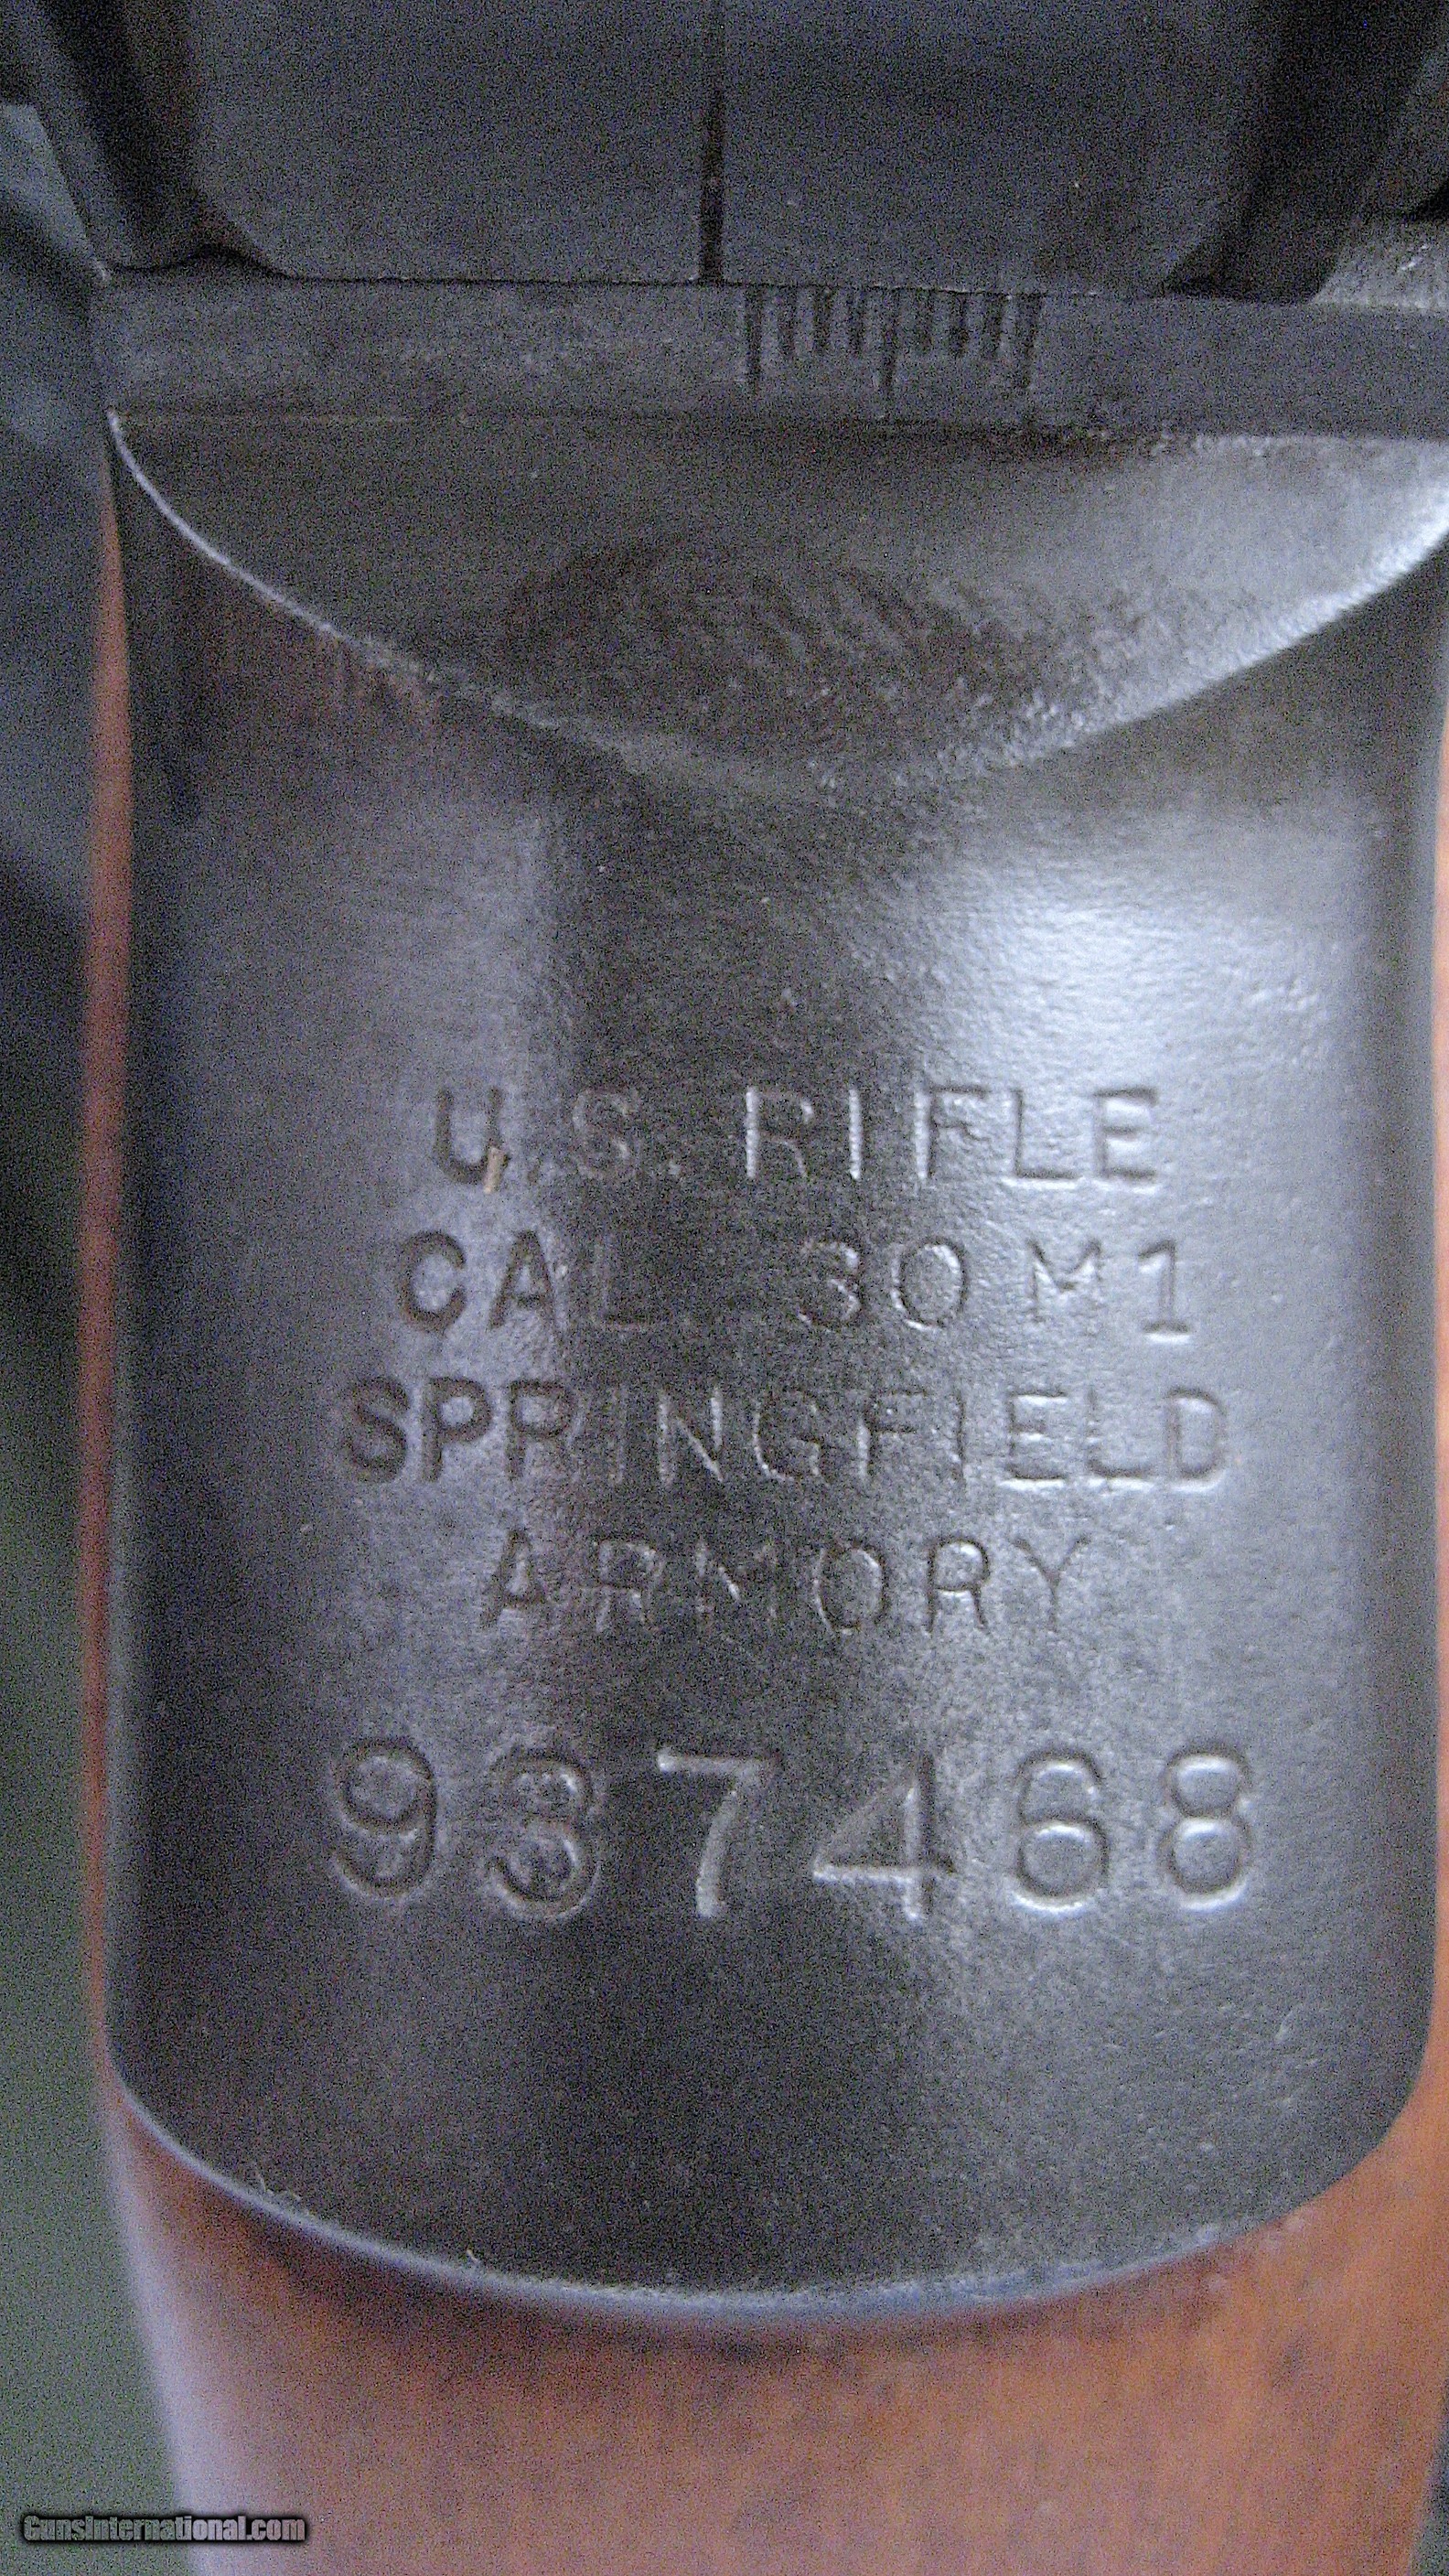 U.S. RIFLE
CAL. .30 M1
SPRINGFIELD
ARMORY
937468
GunsInternational.com